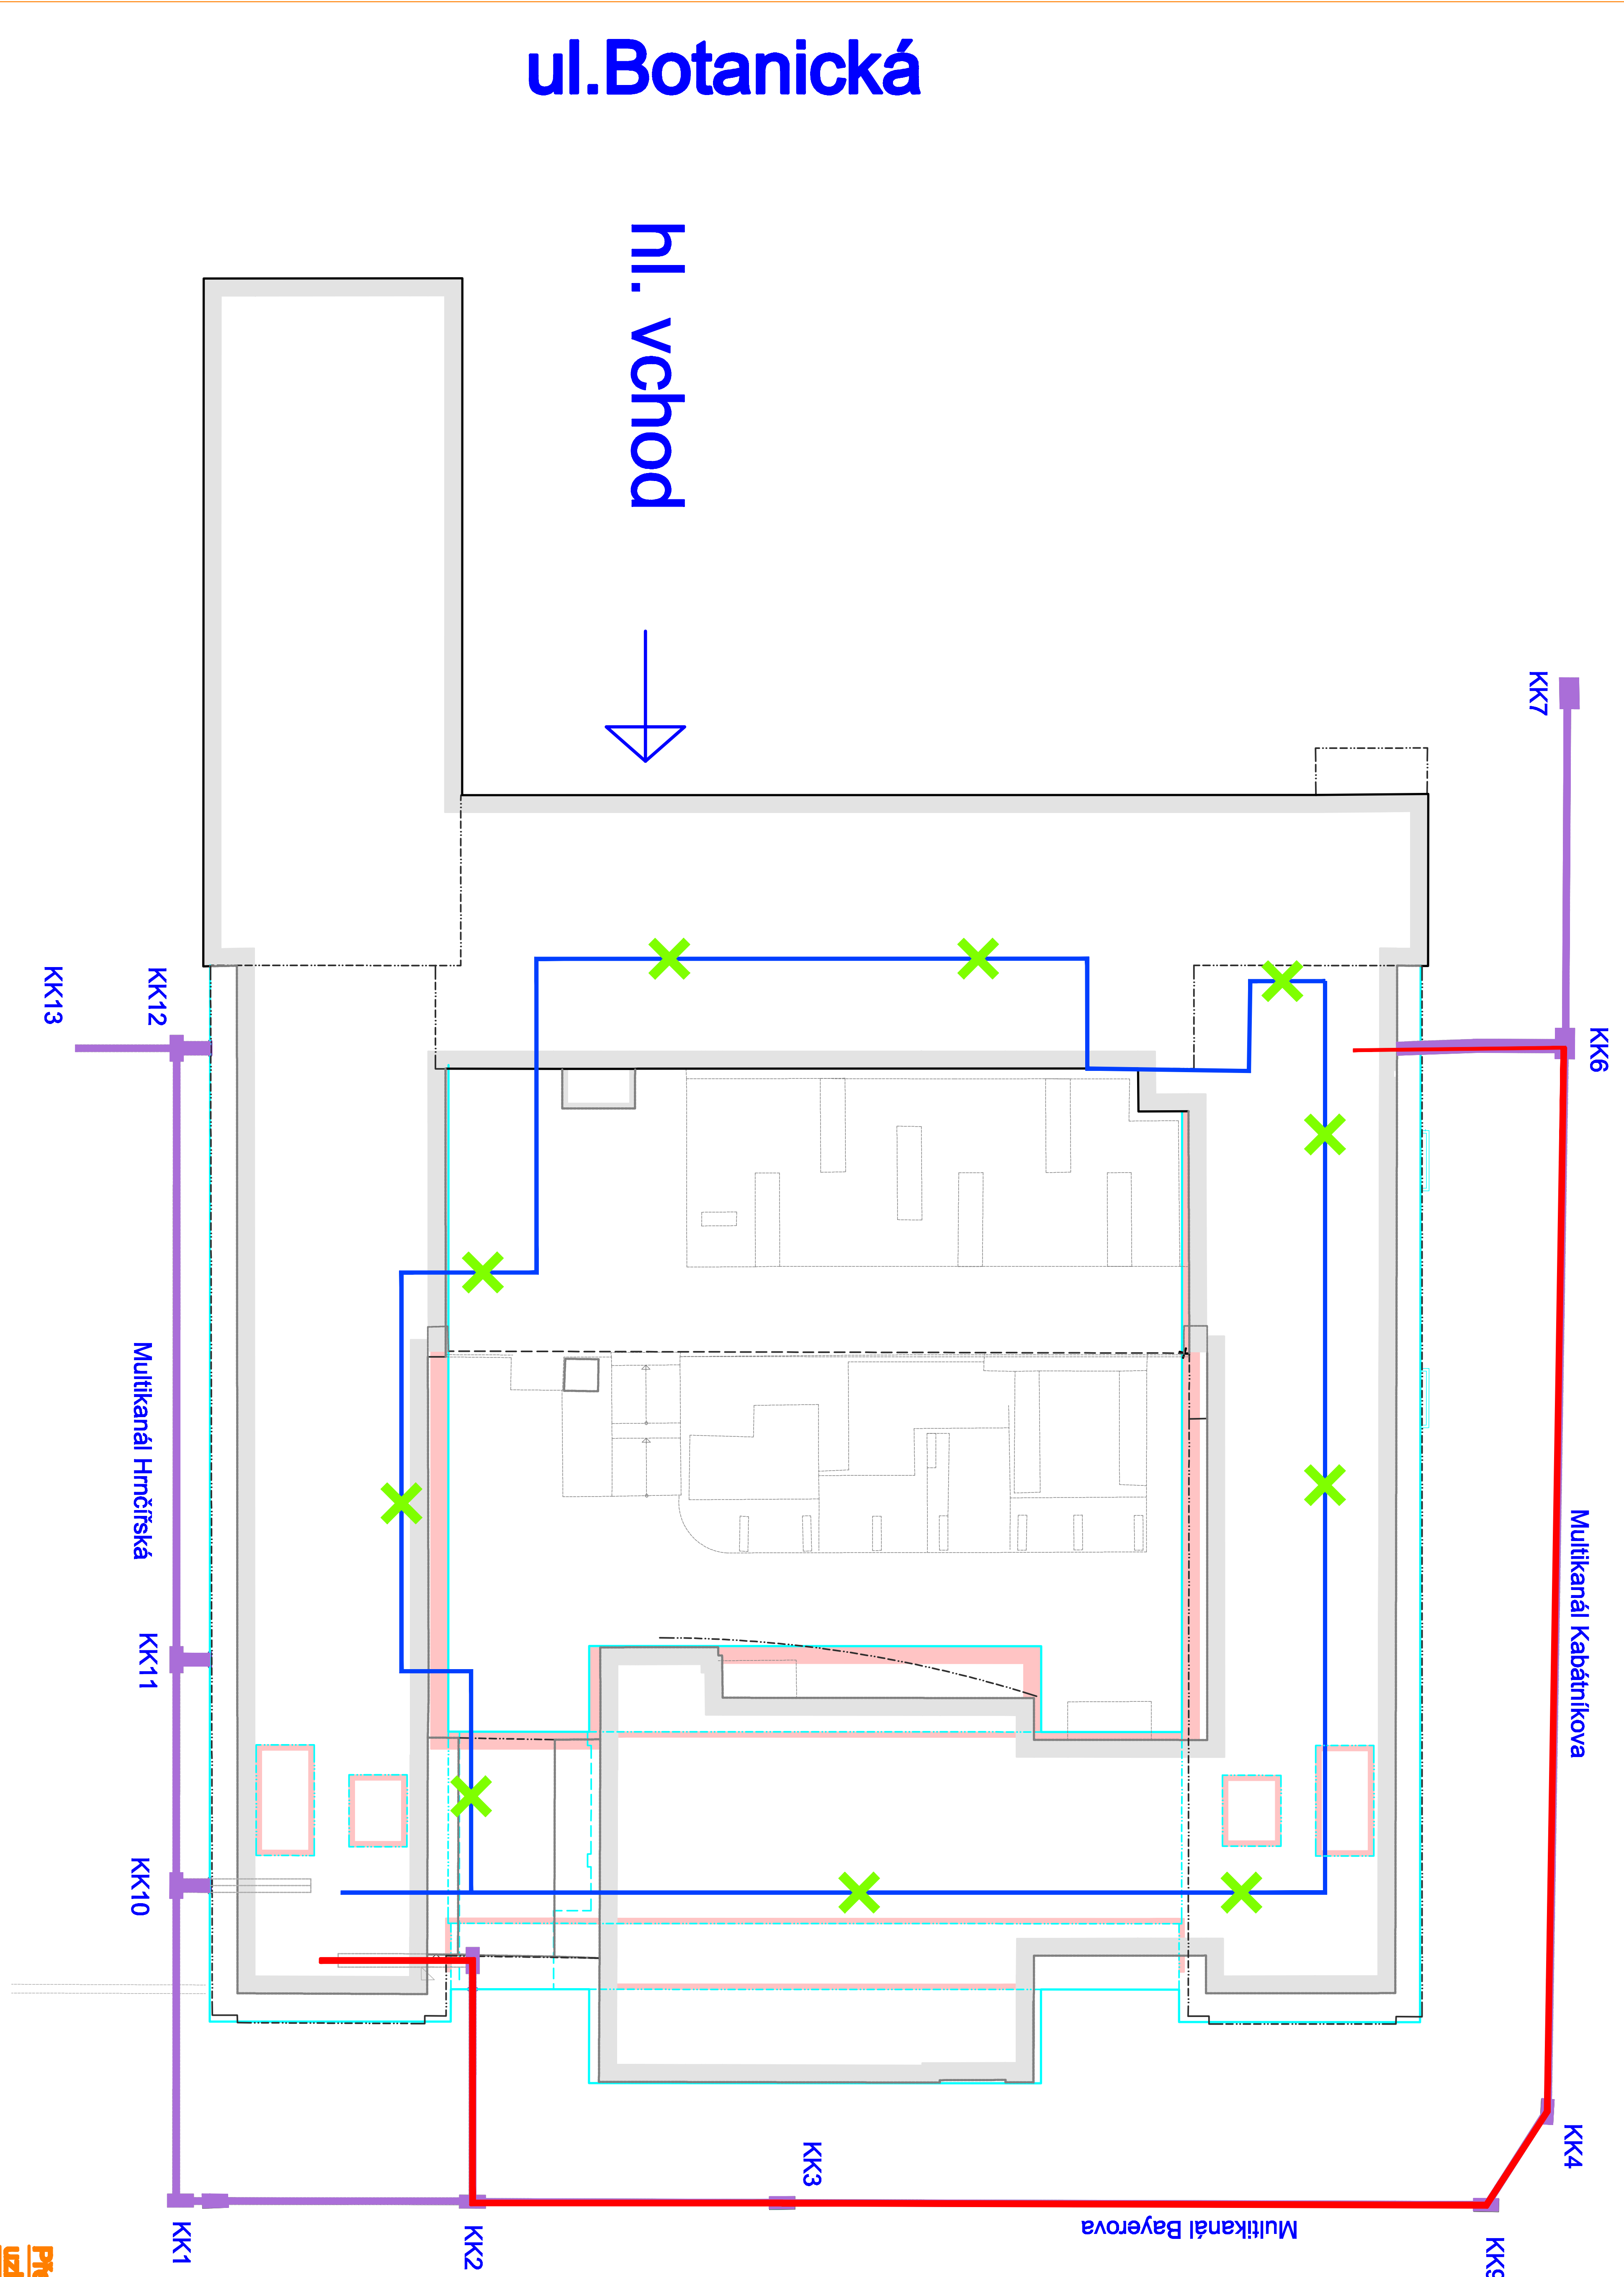 ul.Botanická
hl. vchod
KK7
KK13
KK12
KK6
Multikanál Hrnčířská
Multikanál Kabátníkova
KK11
KK10
KK3
KK4
Multikanál Bayerova
KK1
KK2
KK9